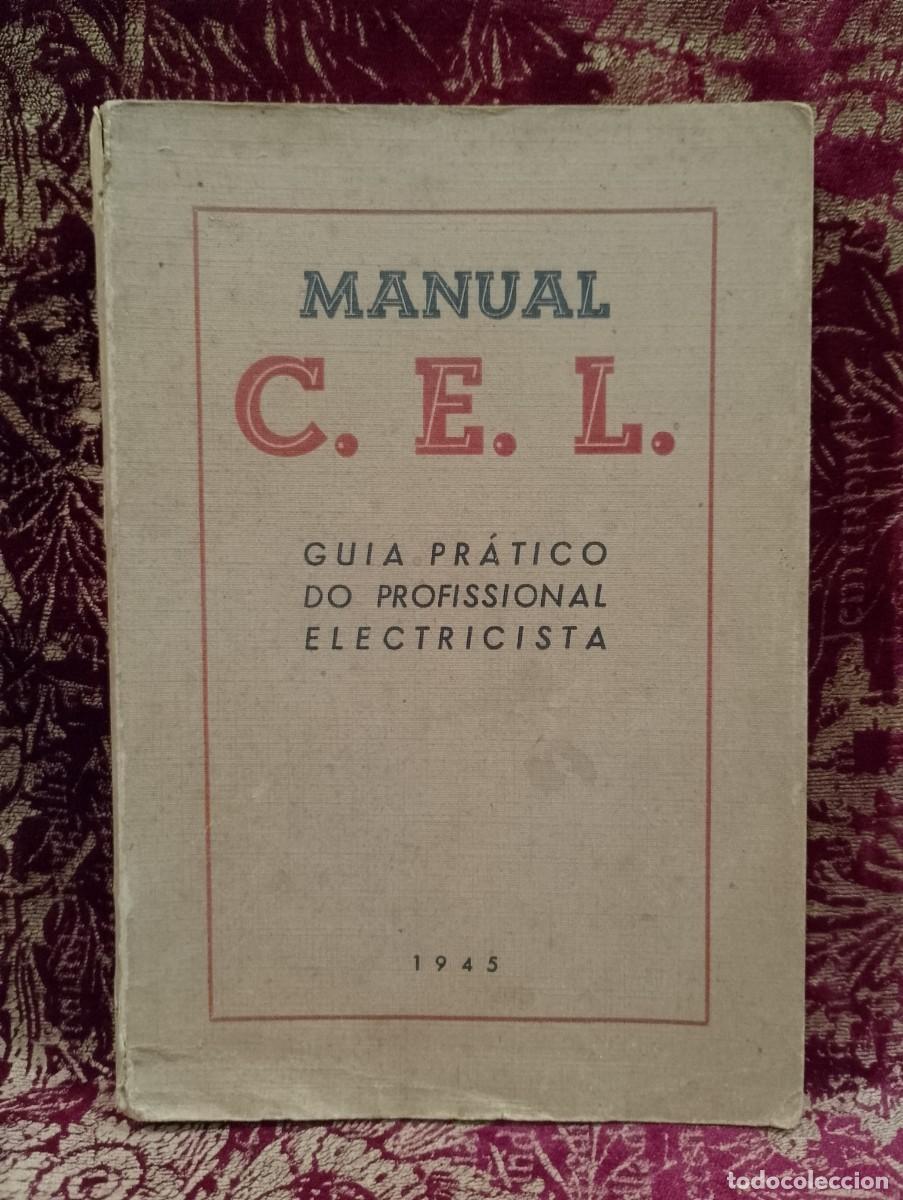 MANUAL
C. E. L.
GUIA PRÁTICO
DO PROFISSIONAL
ELECTRICISTA
1945
todocoleccion